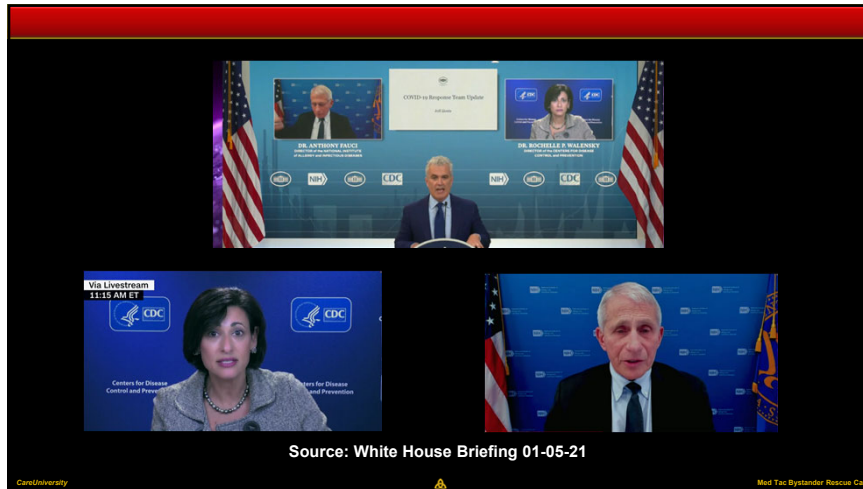 COVID-19 Response Team Update
DR. ANTHONY FAUCI
DIRECTOR OF THE NATIONAL INSTITUTE
OF ALLERGY AND INFECTIOUS DISEASES
DR. ROCHELLE P. WALENSKY
DIRECTOR OF THE CENTERS FOR DISEASE
CONTROL AND PREVENTION
NIH
CDC
NIH
CDC
CDC
CDC
Via Livestream
11:15 AM ET
CDC
CDC
Centers for Disease
Control and
Centers for Disease
and Prevention
Source: White House Briefing 01-05-21
CareUniversity
Med Tac Bystander Rescue Ca